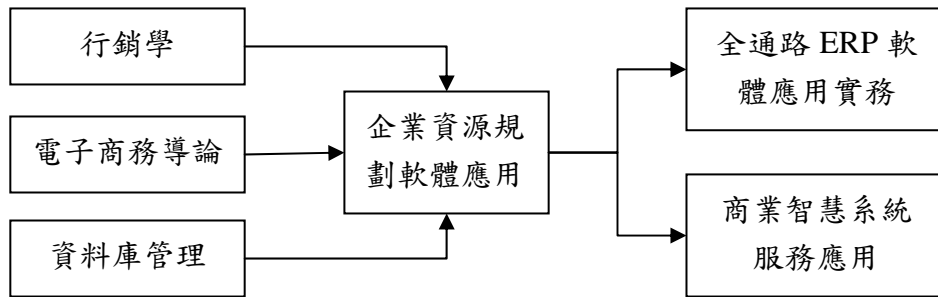 行銷學
電子商務導論
資料庫管理
企業資源規
劃軟體應用
全通路 ERP 軟
體應用實務
商業智慧系統
服務應用